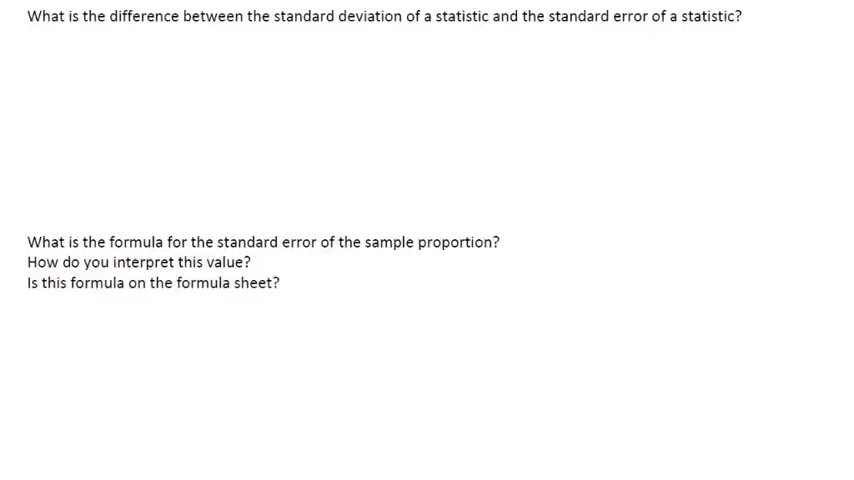 What is the difference between the standard deviation of a statistic and the standard error of a statistic?
What is the formula for the standard error of the sample proportion?
How do you interpret this value?
Is this formula on the formula sheet?